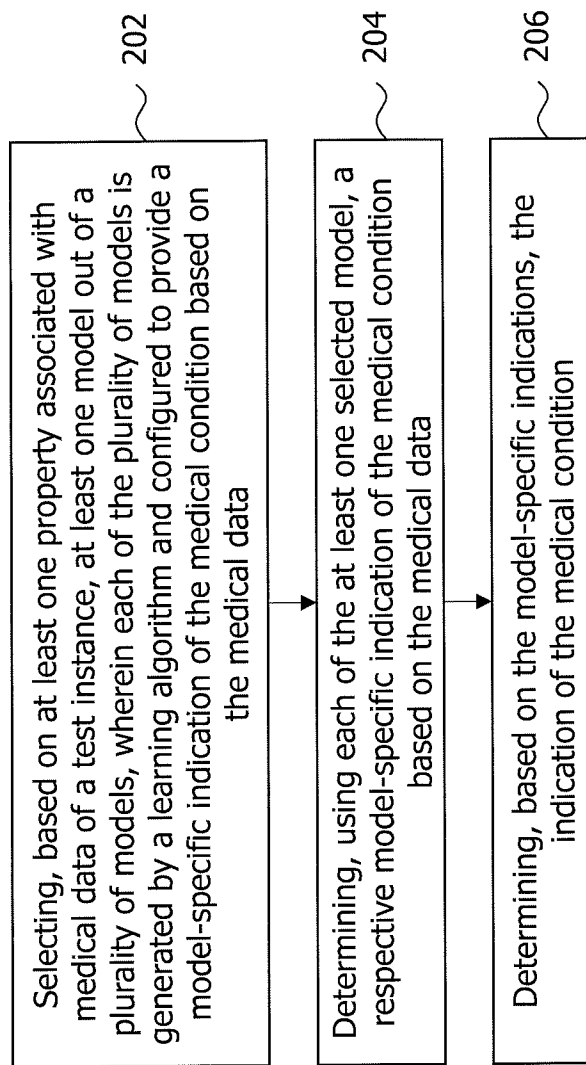 Selecting, based on at least one property associated with
medical data of a test instance, at least one model out of a
plurality of models, wherein each of the plurality of models is
generated by a learning algorithm and configured to provide a
model-specific indication of the medical condition based on
the medical data
202
Determining, using each of the at least one selected model, a
respective model-specific indication of the medical condition
based on the medical data
204
Determining, based on the model-specific indications, the
indication of the medical condition
206